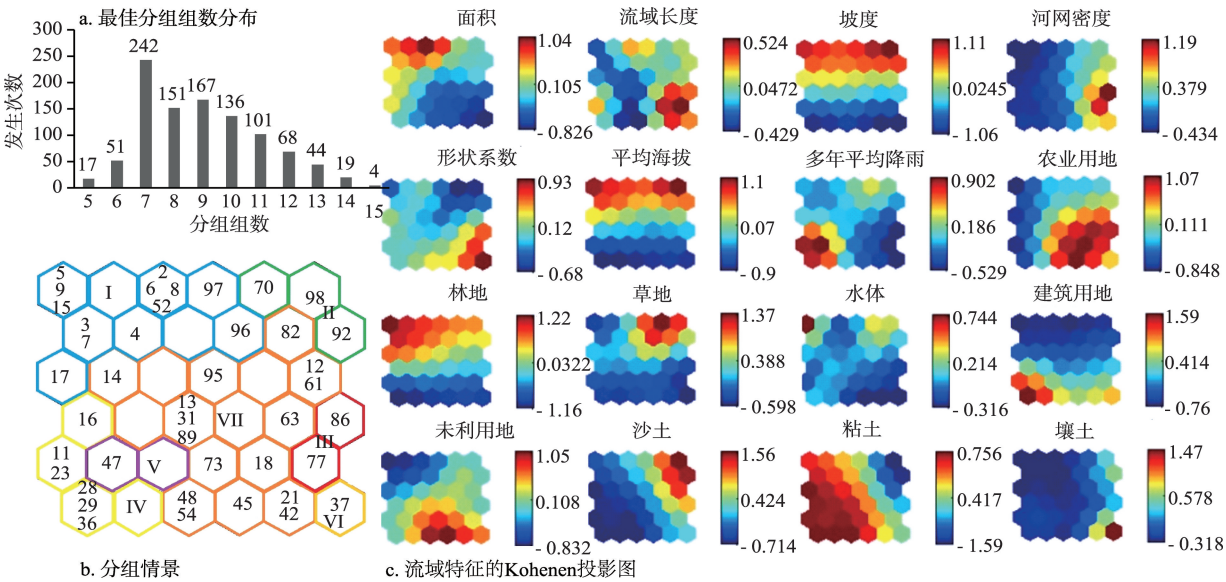 a. 最佳分组组数分布
发生次数
300
250
200
150
100
50
0
17 51 242 151 167 136 101 68 44 19 4
5 6 7 8 9 10 11 12 13 14 15
分组组数
5 2
9 I 6 8 97 70 98
15 52 II
3 4 96 82 92
7
17 14 95 12
61
16 13 VII 63 86
31
89 III
11 47 V 73 18 77
23
28 IV 48 45 21 37
29 54 42 VI
36
b. 分组情景
面积 流域长度 坡度 河网密度
1.04 0.524 1.11 1.19
0.105 0.0472 0.0245 0.379
- 0.826 - 0.429 - 1.06 - 0.434
形状系数 平均海拔 多年平均降雨 农业用地
0.93 1.1 0.902 1.07
0.12 0.07 0.186 0.111
- 0.68 - 0.9 - 0.529 - 0.848
林地 草地 水体 建筑用地
1.22 1.37 0.744 1.59
0.0322 0.388 0.214 0.414
- 1.16 - 0.598 - 0.316 - 0.76
未利用地 沙土 粘土 壤土
1.05 1.56 0.756 1.47
0.108 0.424 0.417 0.578
- 0.832 - 0.714 - 1.59 - 0.318
c. 流域特征的Kohenen投影图